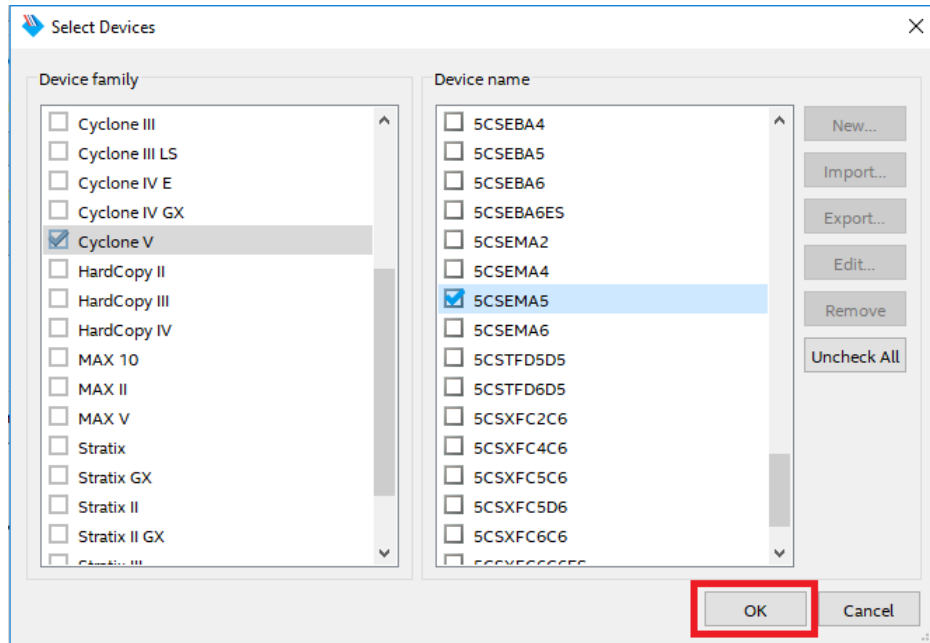 Select Devices
Device family
Cyclone III
Cyclone III LS
Cyclone IV E
Cyclone IV GX
Cyclone V
HardCopy II
HardCopy III
HardCopy IV
MAX 10
MAX II
MAX V
Stratix
Stratix GX
Stratix II
Stratix II GX
Stratix III
Device name
5CSEBA4
5CSEBA5
5CSEBA6
5CSEBA6ES
5CSEMA2
5CSEMA4
5CSEMA5
5CSEMA6
5CSTFD5D5
5CSTFD6D5
5CSXFC2C6
5CSXFC4C6
5CSXFC5C6
5CSXFC5D6
5CSXFC6C6
5CSXFC6C6ES
New...
Import...
Export...
Edit...
Remove
Uncheck All
OK
Cancel